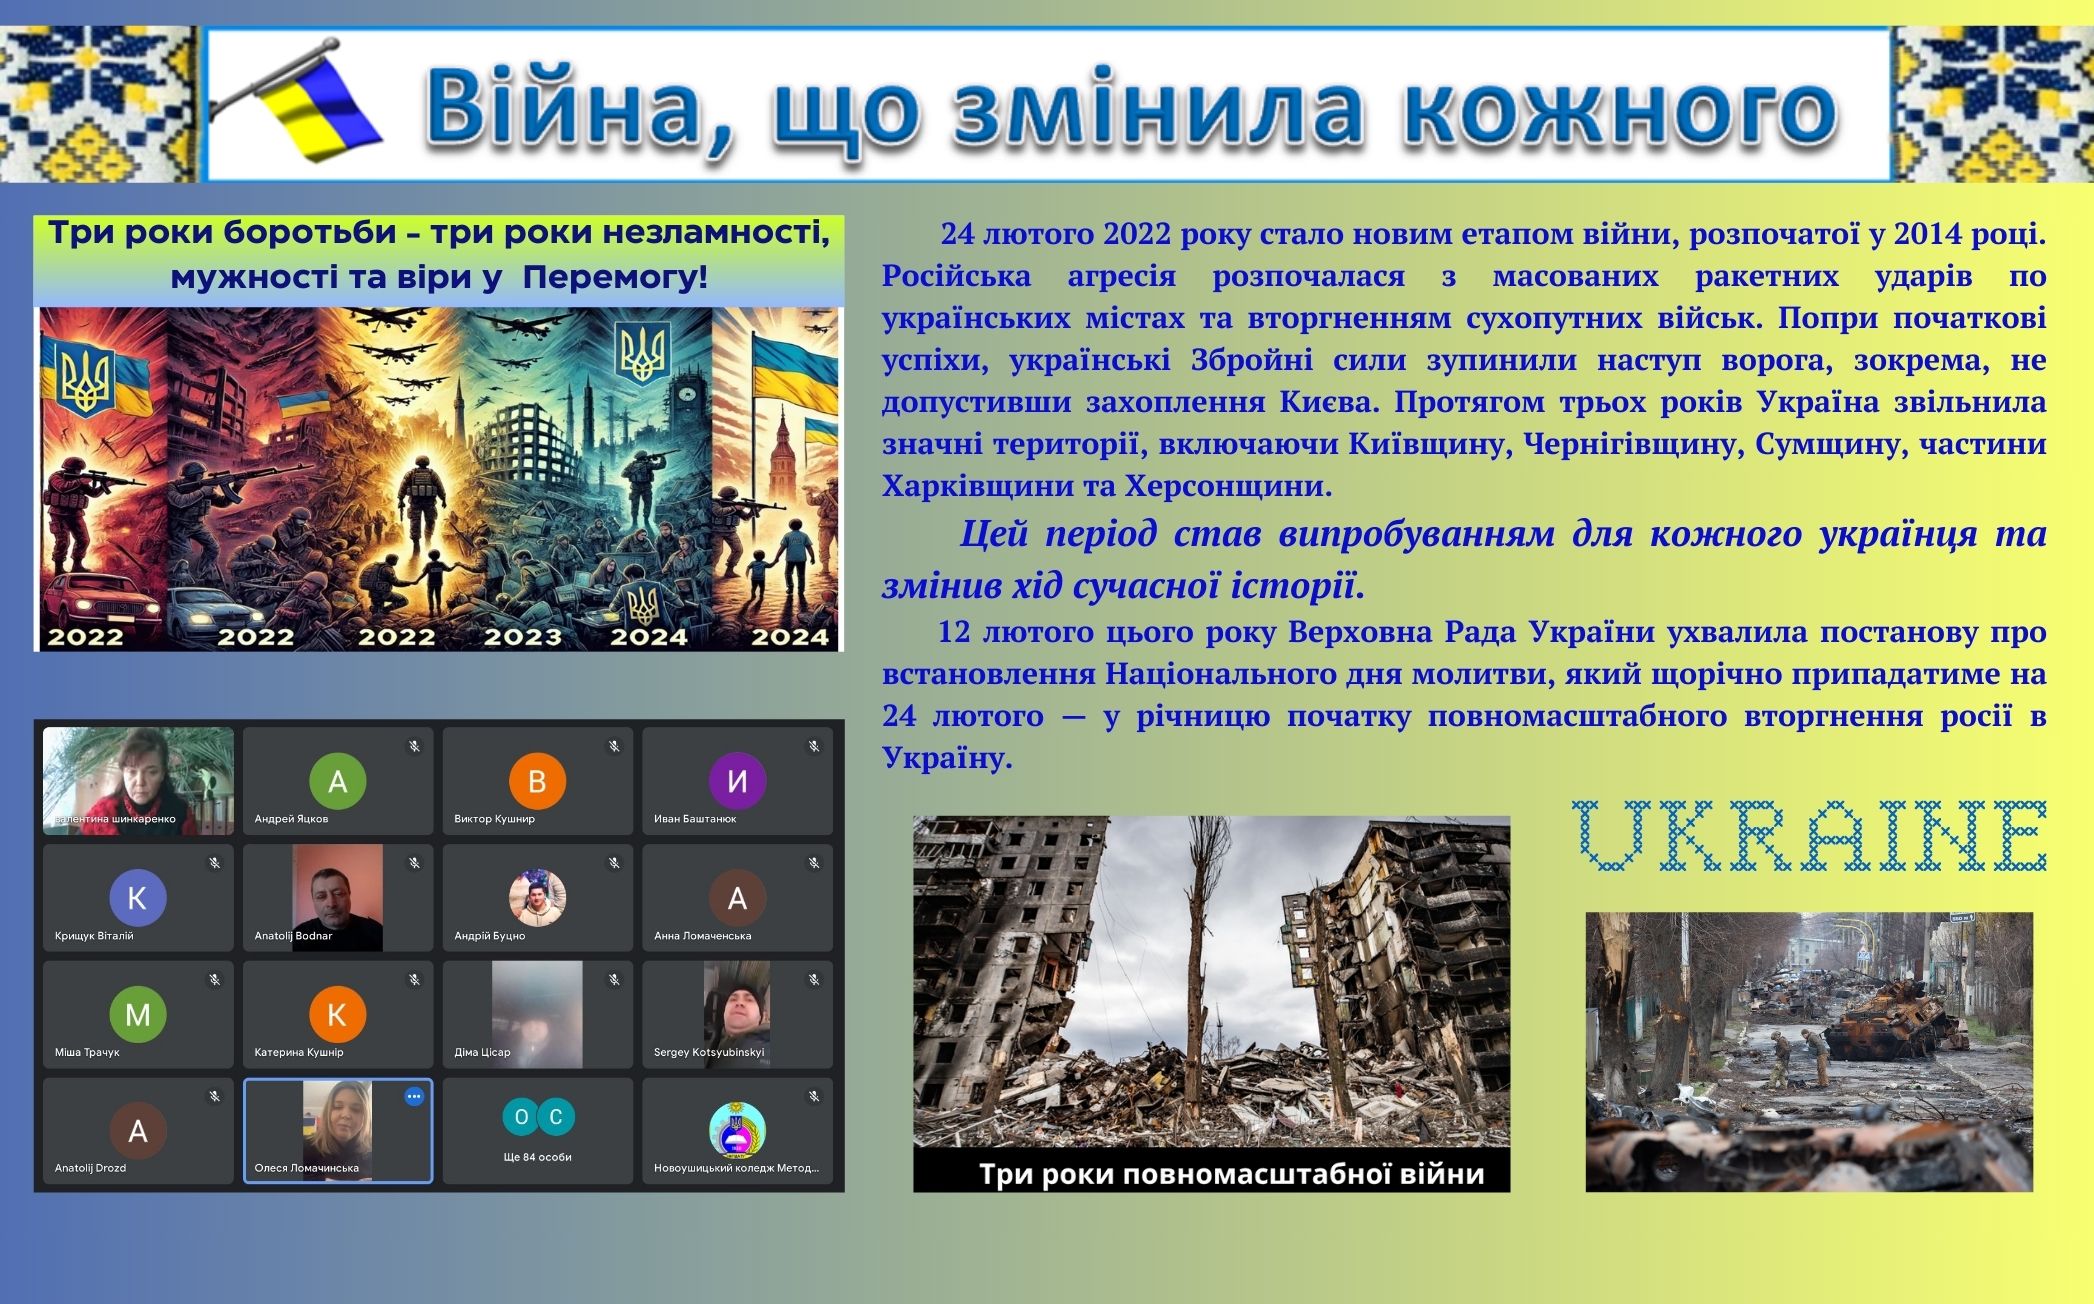 Війна, що змінила кожного
Три роки боротьби - три роки незламності,
мужності та віри у Перемогу!
2022 2022 2022 2023 2024 2024
24 лютого 2022 року стало новим етапом війни, розпочатої у 2014 році.
Російська агресія розпочалася з масованих ракетних ударів по
українських містах та вторгненням сухопутних військ. Попри початкові
успіхи, українські Збройні сили зупинили наступ ворога, зокрема, не
допустивши захоплення Києва. Протягом трьох років Україна звільнила
значні території, включаючи Київщину, Чернігівщину, Сумщину, частини
Харківщини та Херсонщини.
Цей період став випробуванням для кожного українця та
змінив хід сучасної історії.
12 лютого цього року Верховна Рада України ухвалила постанову про
встановлення Національного дня молитви, який щорічно припадатиме на
24 лютого — у річницю початку повномасштабного вторгнення росії в
Україну.
валентина шинкаренко
А
Андрей Яцков
В
Виктор Кушнир
И
Иван Баштанюк
К
Крищук Віталій
Anatolij Bodnar
Андрій Буцно
А
Анна Ломаченська
М
Міша Трачук
К
Катерина Кушнір
Діма Цісар
Sergey Kotsyubinskyi
A
Anatolij Drozd
Олеся Ломачинська
О С
Ще 84 особи
Новоушицький коледж Метод...
UKRAINE
Три роки повномасштабної війни